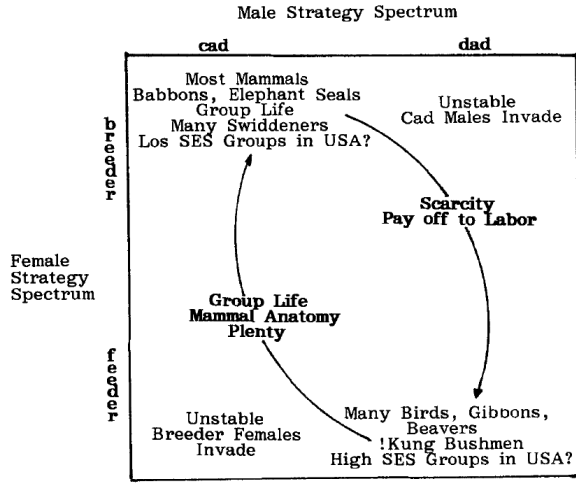 Male Strategy Spectrum
cad
dad
Most Mammals
Babbons, Elephant Seals
Group Life
Many Swiddeners
Los SES Groups in USA?
Unstable
Cad Males Invade
breeder
Scarcity
Pay off to Labor
Female
Strategy
Spectrum
Group Life
Mammal Anatomy
Plenty
feeder
Unstable
Breeder Females
Invade
Many Birds, Gibbons,
Beavers
!Kung Bushmen
High SES Groups in USA?